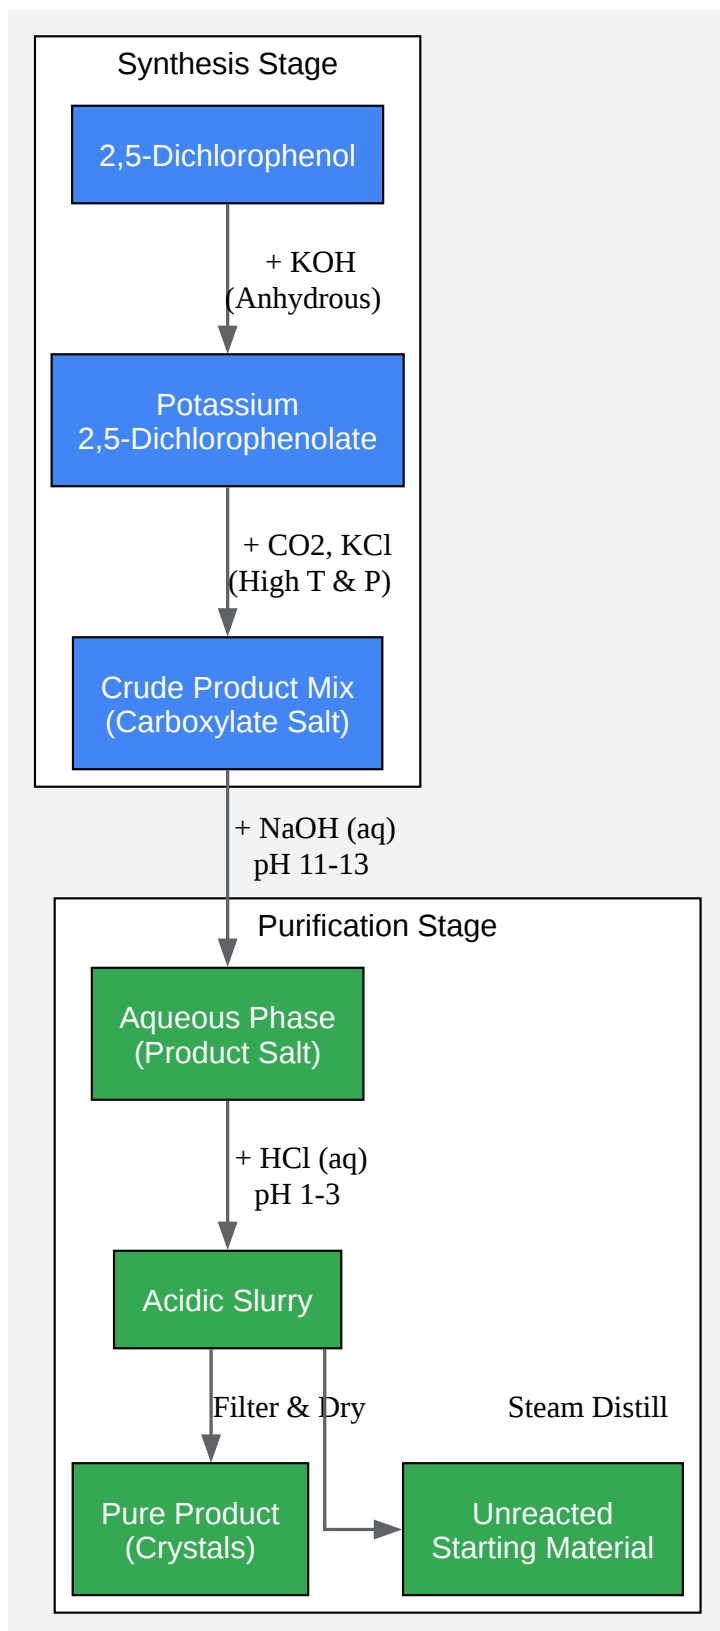 Synthesis Stage
2,5-Dichlorophenol
+ KOH
(Anhydrous)
Potassium
2,5-Dichlorophenolate
+ CO2, KCl
(High T & P)
Crude Product Mix
(Carboxylate Salt)
+ NaOH (aq)
pH 11-13
Purification Stage
Aqueous Phase
(Product Salt)
+ HCl (aq)
pH 1-3
Acidic Slurry
Filter & Dry
Steam Distill
Pure Product
(Crystals)
Unreacted
Starting Material